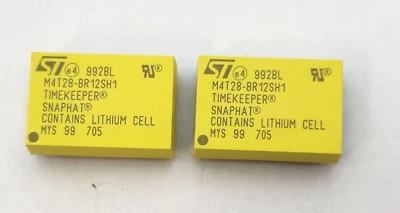 ST e4 992BL
M4T28-BR12SH1
TIMEKEEPER®
SNAPHAT®
CONTAINS LITHIUM CELL
MYS 99 705
ST e4 992BL
M4T28-BR12SH1
TIMEKEEPER®
SNAPHAT®
CONTAINS LITHIUM CELL
MYS 99 705